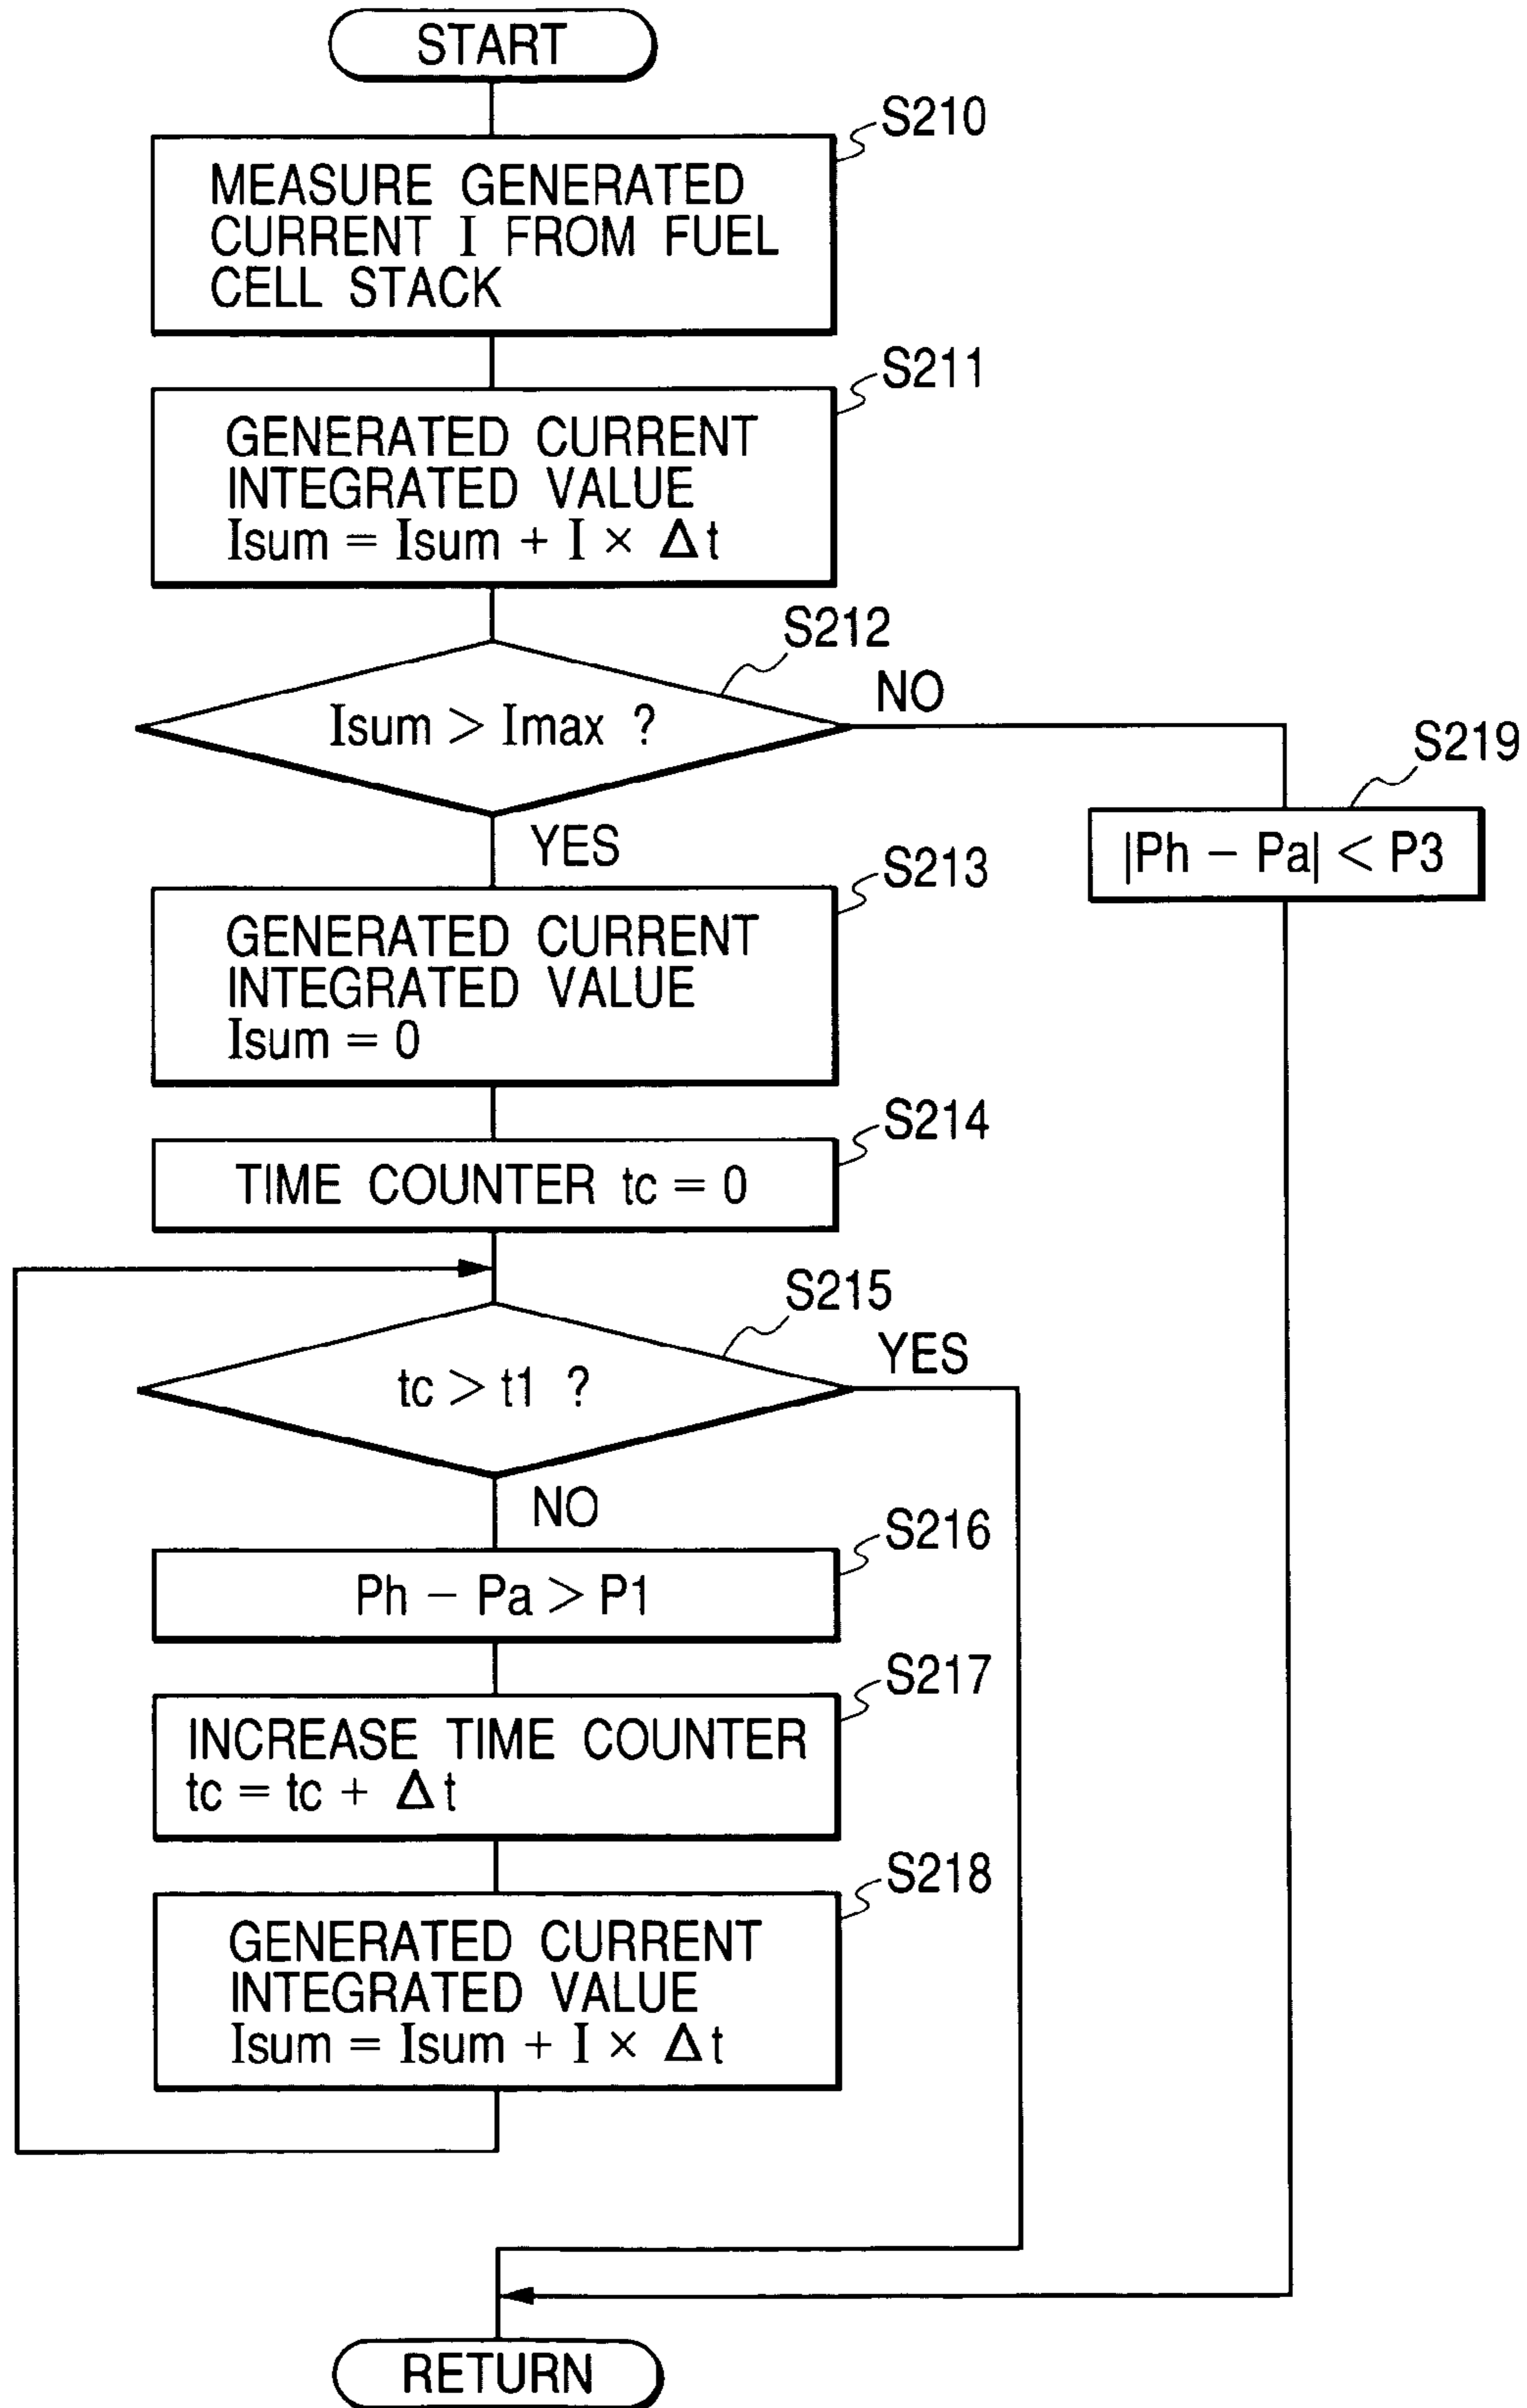 START
S210
MEASURE GENERATED
CURRENT I FROM FUEL
CELL STACK
S211
GENERATED CURRENT
INTEGRATED VALUE
Isum = Isum + I × Δt
S212
Isum > Imax ?
NO
S219
|Ph − Pa| < P3
YES
S213
GENERATED CURRENT
INTEGRATED VALUE
Isum = 0
S214
TIME COUNTER tc = 0
S215
tc > t1 ?
YES
NO
S216
Ph − Pa > P1
S217
INCREASE TIME COUNTER
tc = tc + Δt
S218
GENERATED CURRENT
INTEGRATED VALUE
Isum = Isum + I × Δt
RETURN